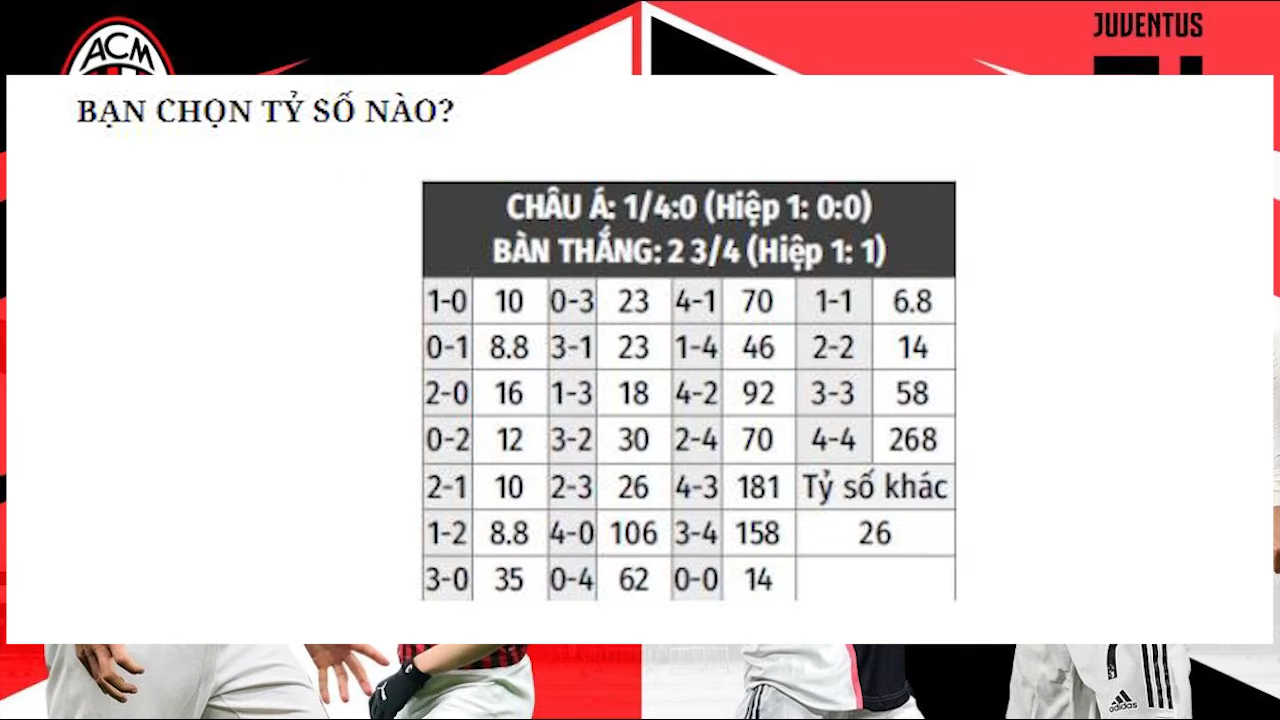 ACM
JUVENTUS
BẠN CHỌN TỶ SỐ NÀO?
CHÂU Á: 1/4:0 (Hiệp 1: 0:0)
BÀN THẮNG: 2 3/4 (Hiệp 1: 1)
1-0 10 0-3 23 4-1 70 1-1 6.8
0-1 8.8 3-1 23 1-4 46 2-2 14
2-0 16 1-3 18 4-2 92 3-3 58
0-2 12 3-2 30 2-4 70 4-4 268
2-1 10 2-3 26 4-3 181 Tỷ số khác
1-2 8.8 4-0 106 3-4 158 26
3-0 35 0-4 62 0-0 14
7
adidas